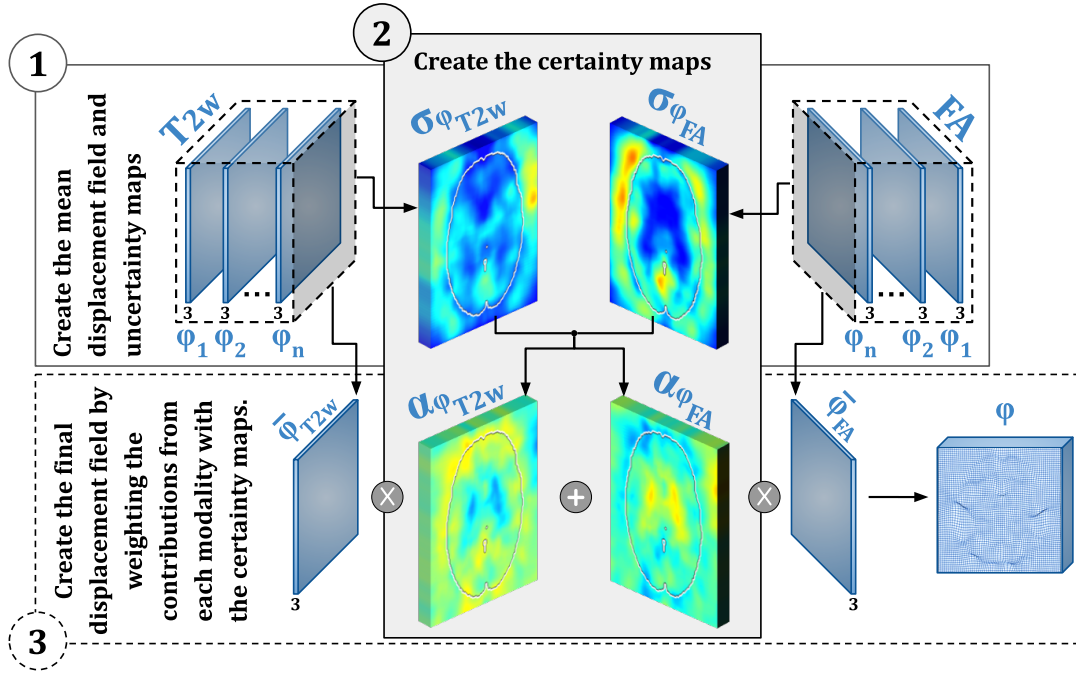 1
Create the mean
displacement field and
uncertainty maps
T2w
3 3 ... 3
φ1 φ2 φn
2
Create the certainty maps
σφT2w
σφFA
FA
3 ... 3 3
φn φ2 φ1
3
Create the final
displacement field by
weighting the
contributions from
each modality with
the certainty maps.
φ̄T2w
3
×
αφT2w
+
αφFA
×
φ̄FA
3
φ